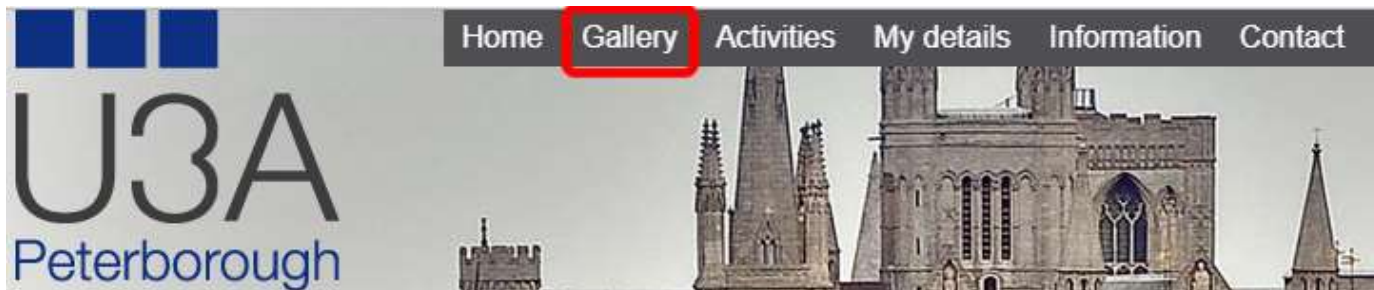 Home Gallery Activities My details Information Contact
U3A
Peterborough